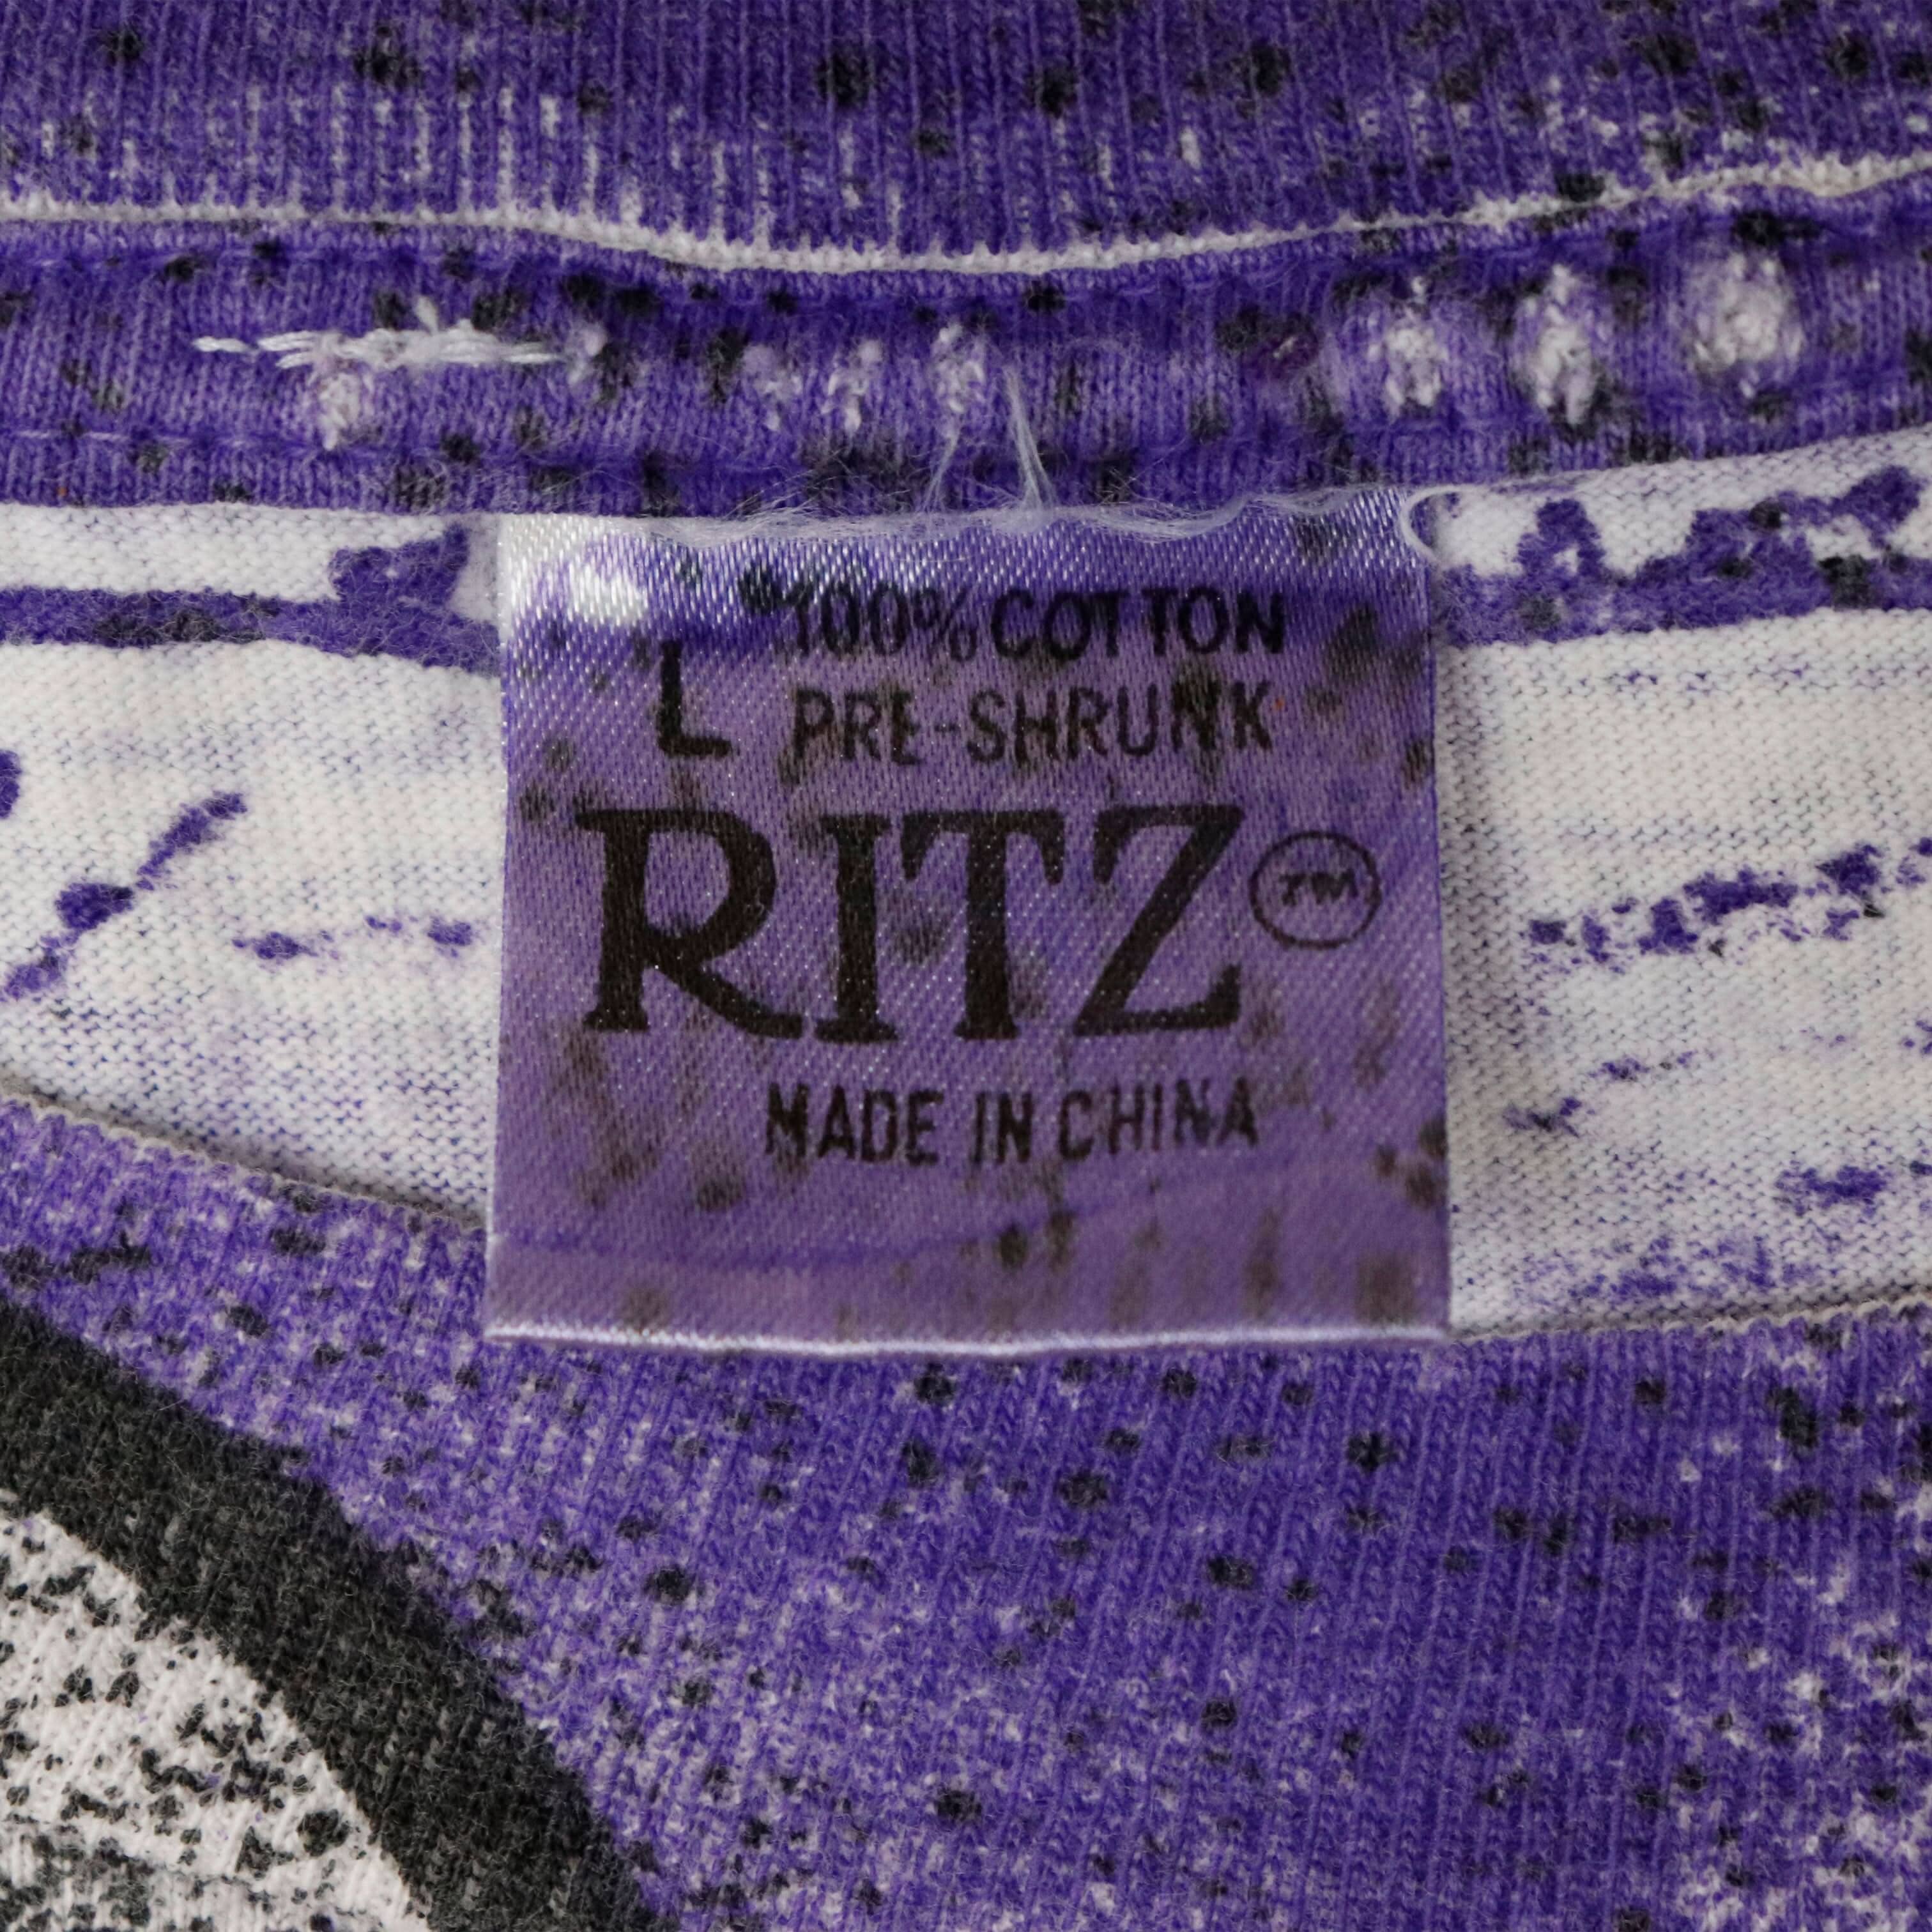 100% COTTON
L PRE-SHRUNK
RITZ ™
MADE IN CHINA